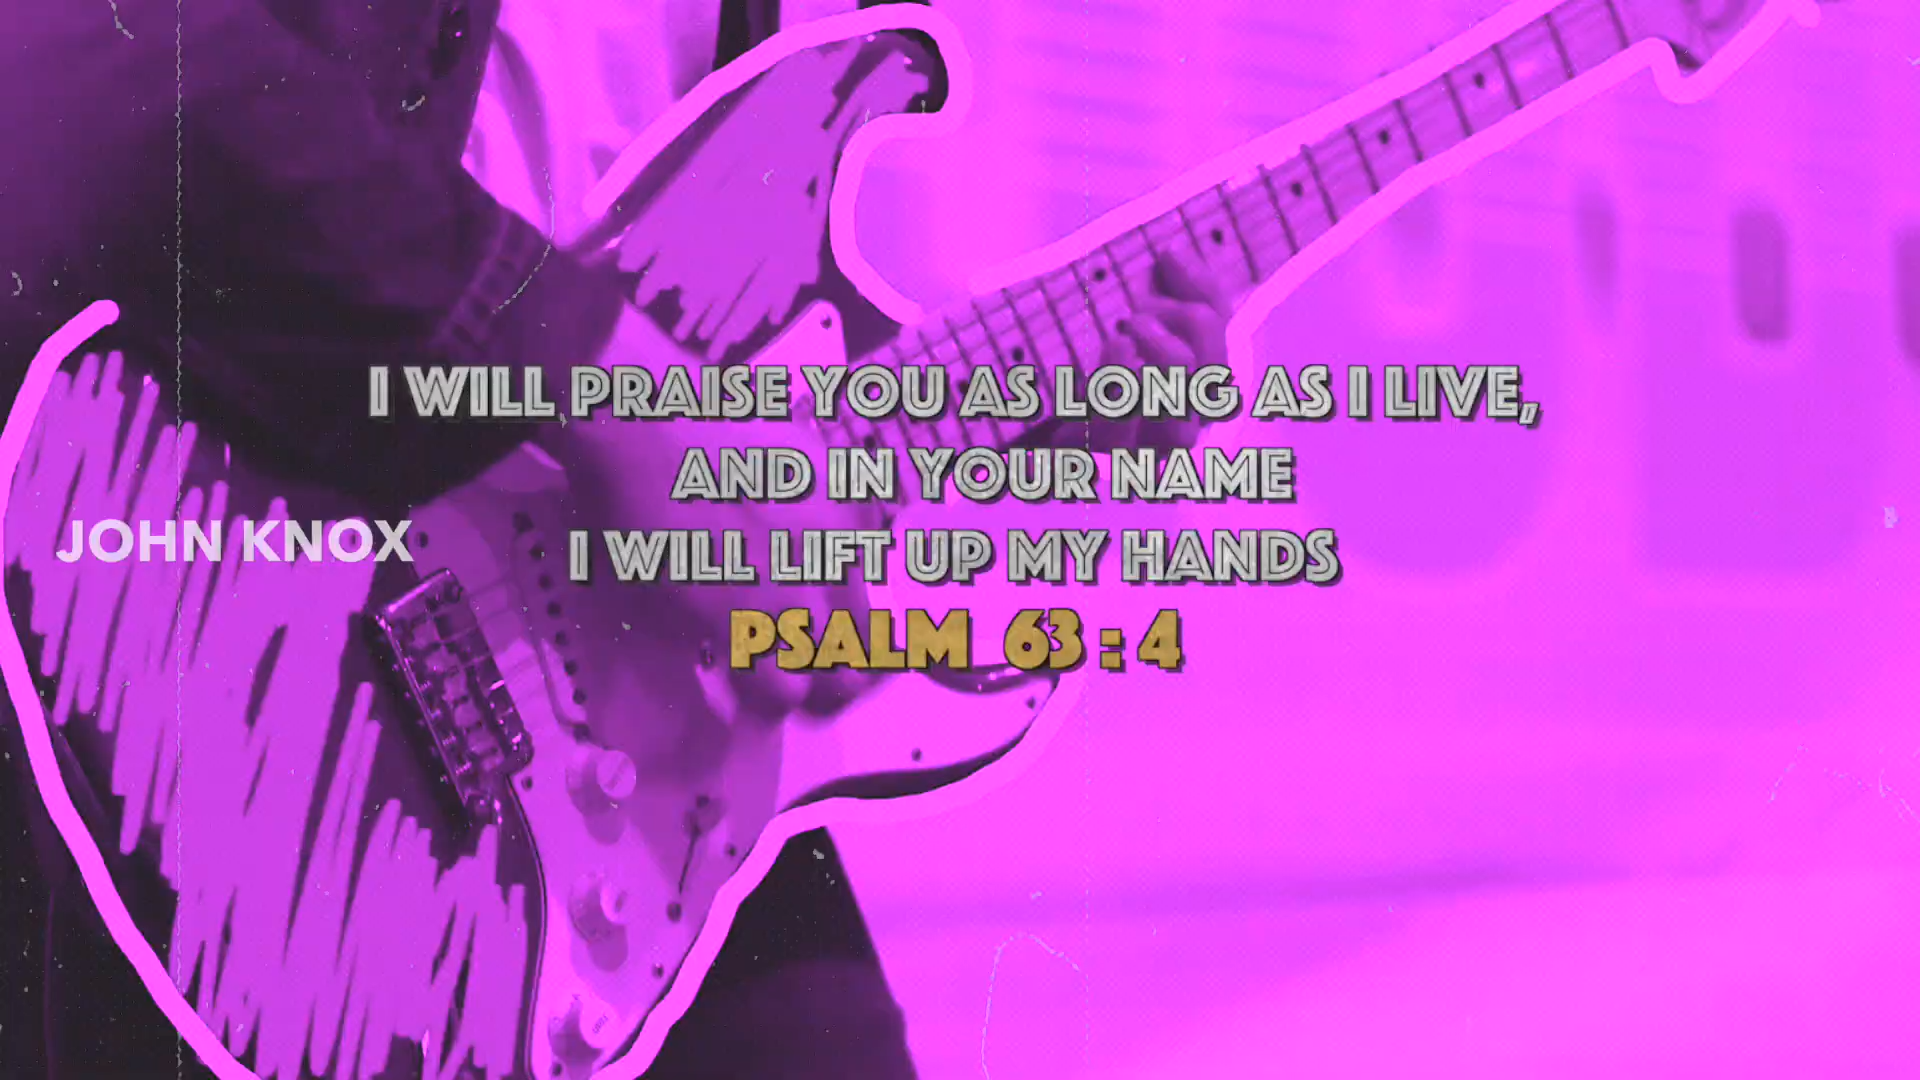 I WILL PRAISE YOU AS LONG AS I LIVE,
AND IN YOUR NAME
JOHN KNOX
I WILL LIFT UP MY HANDS
PSALM 63 : 4